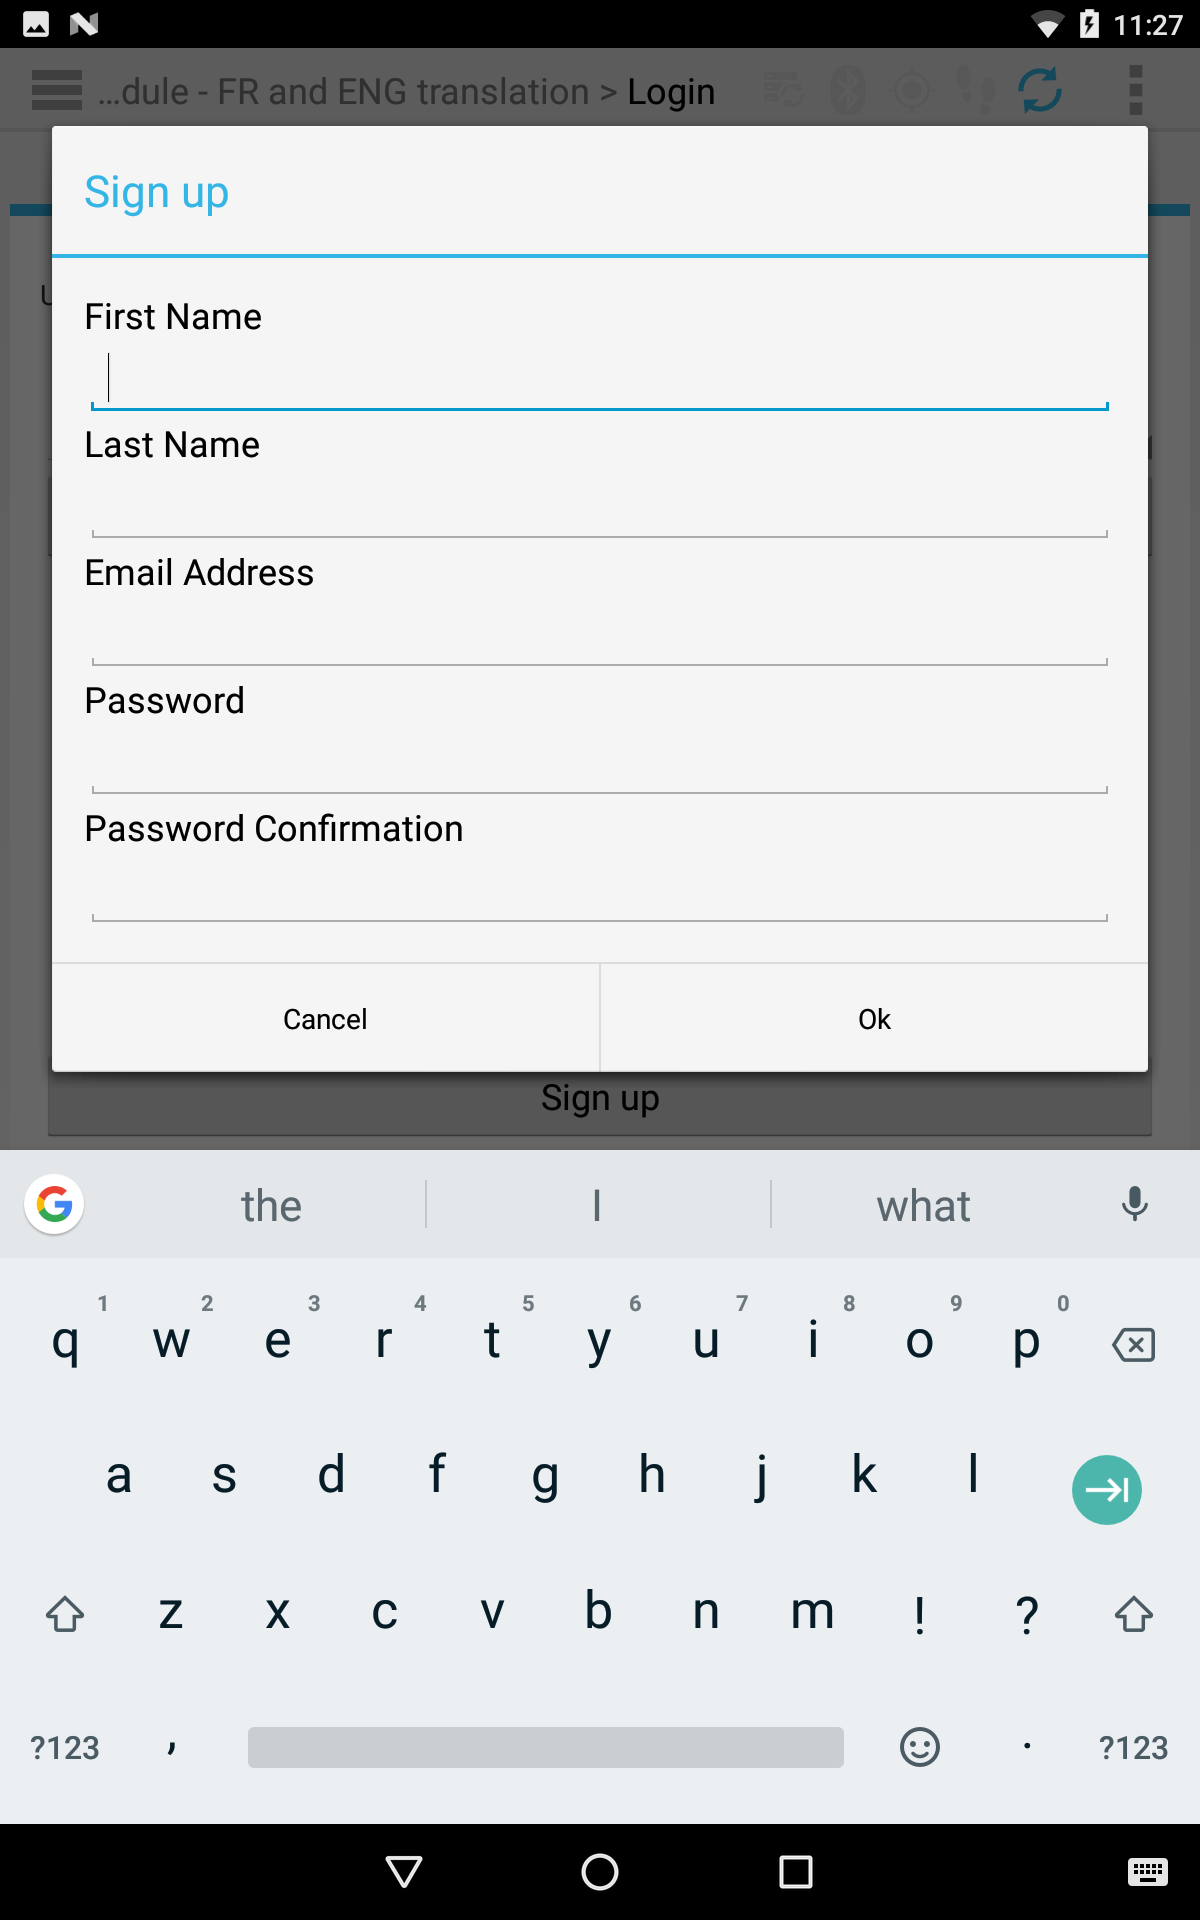 11:27
...dule - FR and ENG translation > Login
Sign up
First Name
Last Name
Email Address
Password
Password Confirmation
Cancel Ok
Sign up
the I what
1 2 3 4 5 6 7 8 9 0
q w e r t y u i o p
a s d f g h j k l
z x c v b n m ! ?
?123 , . ?123